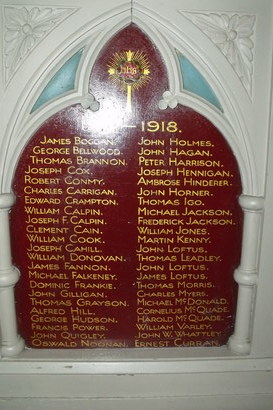 IHS
— 1918.
JAMES BOGGAN.
GEORGE BELLWOOD.
THOMAS BRANNON.
JOSEPH COX.
ROBERT CONMY.
CHARLES CARRIGAN.
EDWARD CRAMPTON.
WILLIAM CALPIN.
JOSEPH F. CALPIN.
CLEMENT CAIN.
WILLIAM COOK.
JOSEPH CAHILL.
WILLIAM DONOVAN.
JAMES FANNON.
MICHAEL FALKENEY.
DOMINIC FRANKIE.
JOHN GILLIGAN.
THOMAS GRAYSON.
ALFRED HILL.
GEORGE HUDSON.
FRANCIS POWER.
JOHN QUIGLEY.
OSWALD NOONAN.
JOHN HOLMES.
JOHN HAGAN.
PETER HARRISON.
JOSEPH HENNIGAN.
AMBROSE HINDERER.
JOHN HORNER.
THOMAS IGO.
MICHAEL JACKSON.
FREDERICK JACKSON.
WILLIAM JONES.
MARTIN KENNY.
JOHN LOFTUS.
THOMAS LEADLEY.
JOHN LOFTUS.
JAMES LOFTUS.
THOMAS MORRIS.
CHARLES MYERS.
MICHAEL McDONALD.
CORNELIUS McQUADE.
HAROLD McQUADE.
WILLIAM VARLEY.
JOHN W. WHATTLEY.
ERNEST CURRAN.